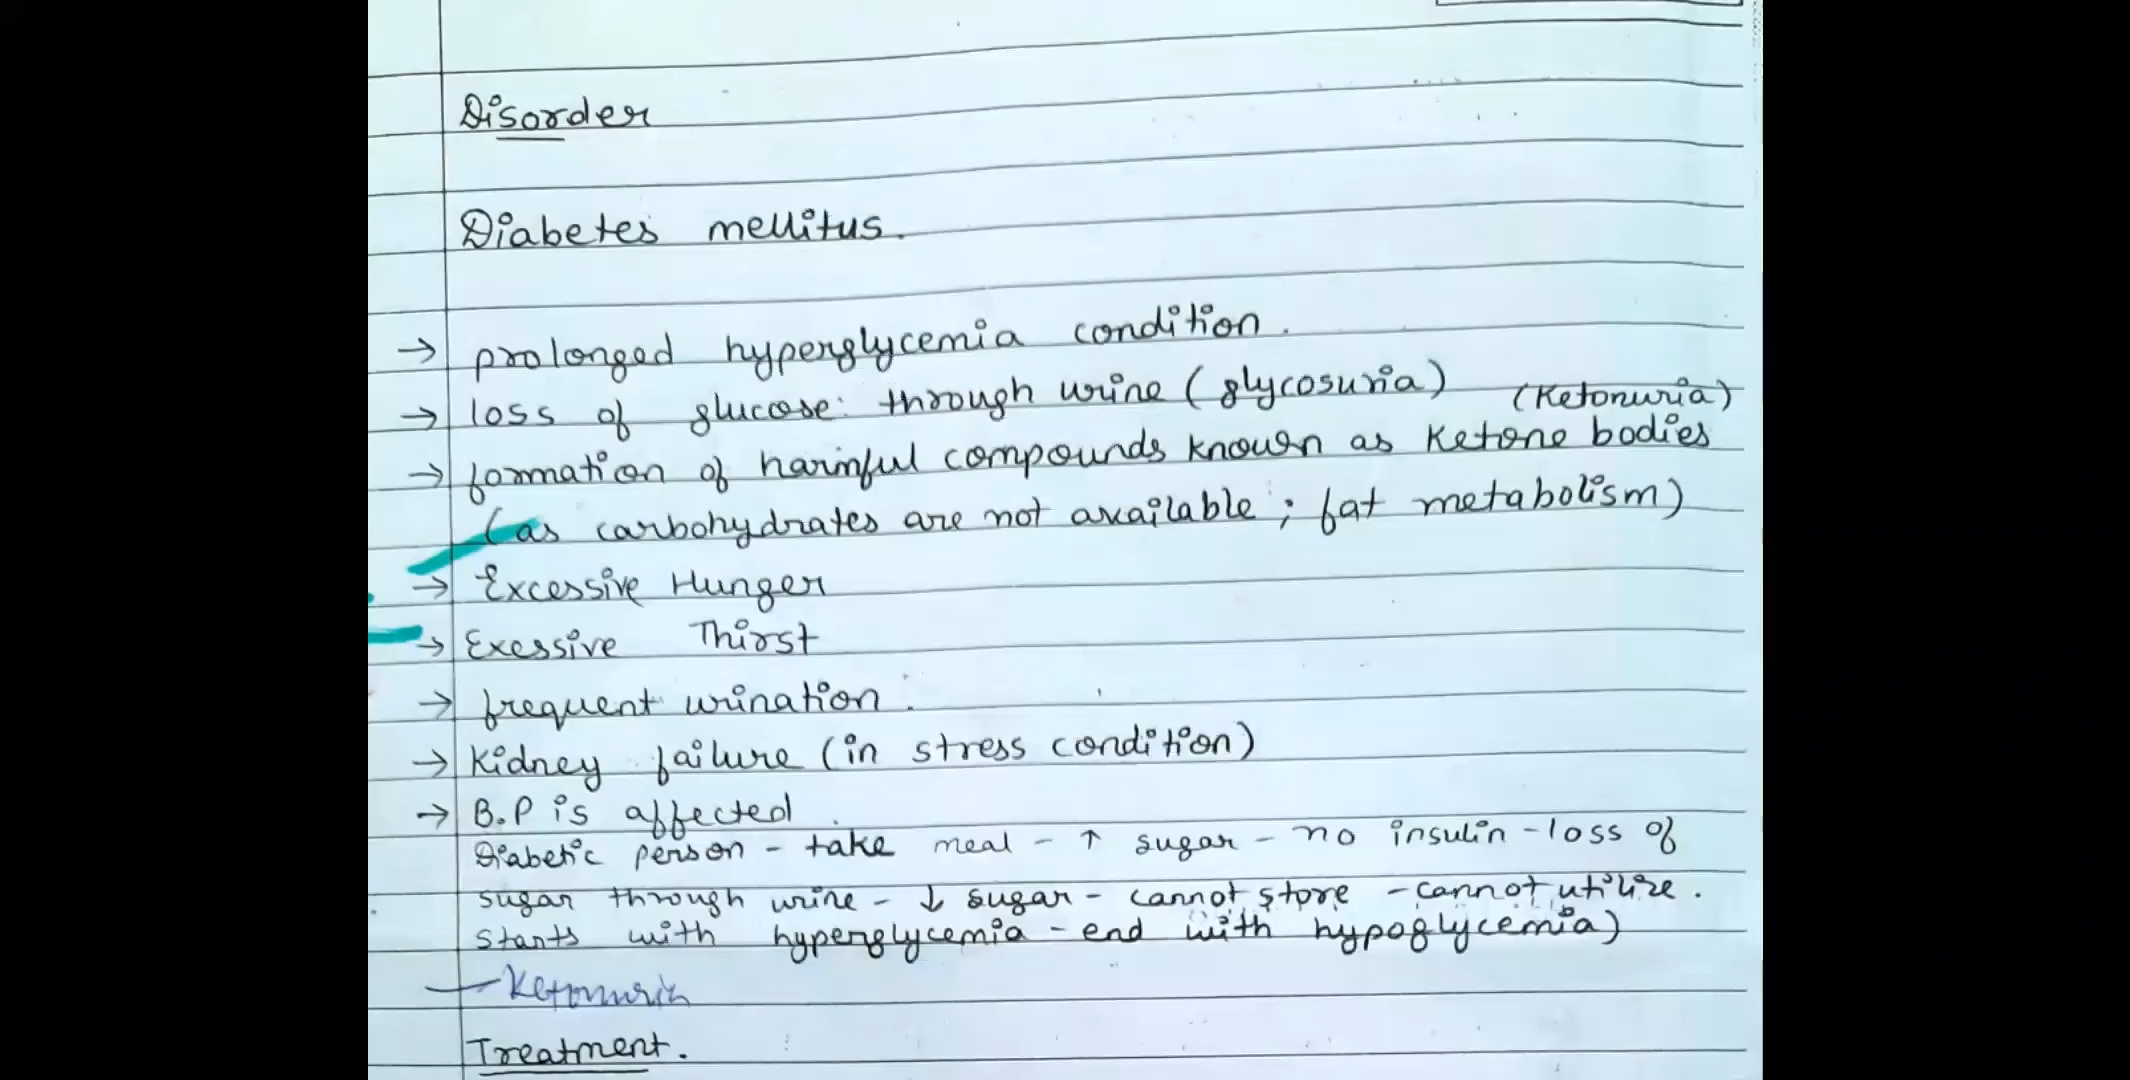 Disorder
Diabetes mellitus.
→ prolonged hyperglycemia condition.
→ loss of glucose through urine (glycosuria) (Ketonuria)
→ formation of harmful compounds known as Ketone bodies
(as carbohydrates are not available ; fat metabolism)
→ Excessive Hunger
→ Exessive Thirst
→ frequent urination.
→ Kidney failure (in stress condition)
→ B.P is affected
Diabetic person - take meal - ↑ sugar - no insulin - loss of
sugar through urine - ↓ sugar - cannot store - cannot utilize.
starts with hyperglycemia - end with hypoglycemia)
— Ketonuria
Treatment.